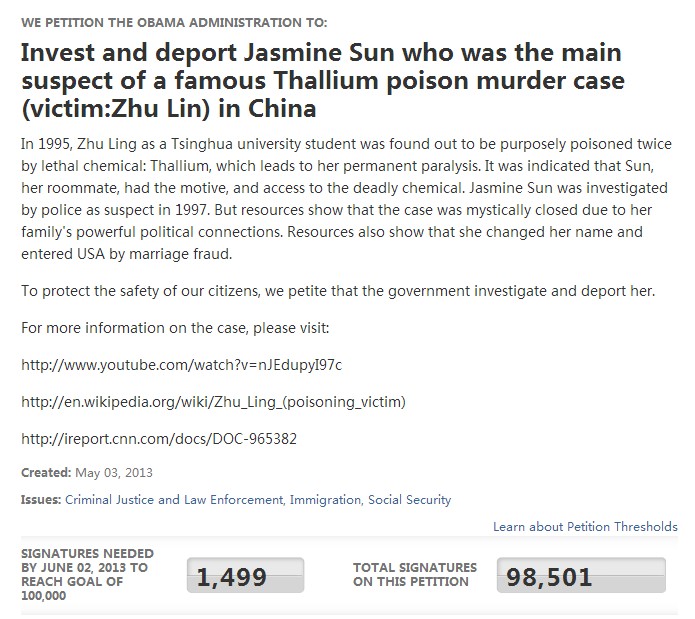 WE PETITION THE OBAMA ADMINISTRATION TO:
Invest and deport Jasmine Sun who was the main
suspect of a famous Thallium poison murder case
(victim:Zhu Lin) in China
In 1995, Zhu Ling as a Tsinghua university student was found out to be purposely poisoned twice
by lethal chemical: Thallium, which leads to her permanent paralysis. It was indicated that Sun,
her roommate, had the motive, and access to the deadly chemical. Jasmine Sun was investigated
by police as suspect in 1997. But resources show that the case was mystically closed due to her
family's powerful political connections. Resources also show that she changed her name and
entered USA by marriage fraud.
To protect the safety of our citizens, we petite that the government investigate and deport her.
For more information on the case, please visit:
http://www.youtube.com/watch?v=nJEdupyI97c
http://en.wikipedia.org/wiki/Zhu_Ling_(poisoning_victim)
http://ireport.cnn.com/docs/DOC-965382
Created: May 03, 2013
Issues: Criminal Justice and Law Enforcement, Immigration, Social Security
Learn about Petition Thresholds
SIGNATURES NEEDED
BY JUNE 02, 2013 TO
REACH GOAL OF
100,000
1,499
TOTAL SIGNATURES
ON THIS PETITION
98,501